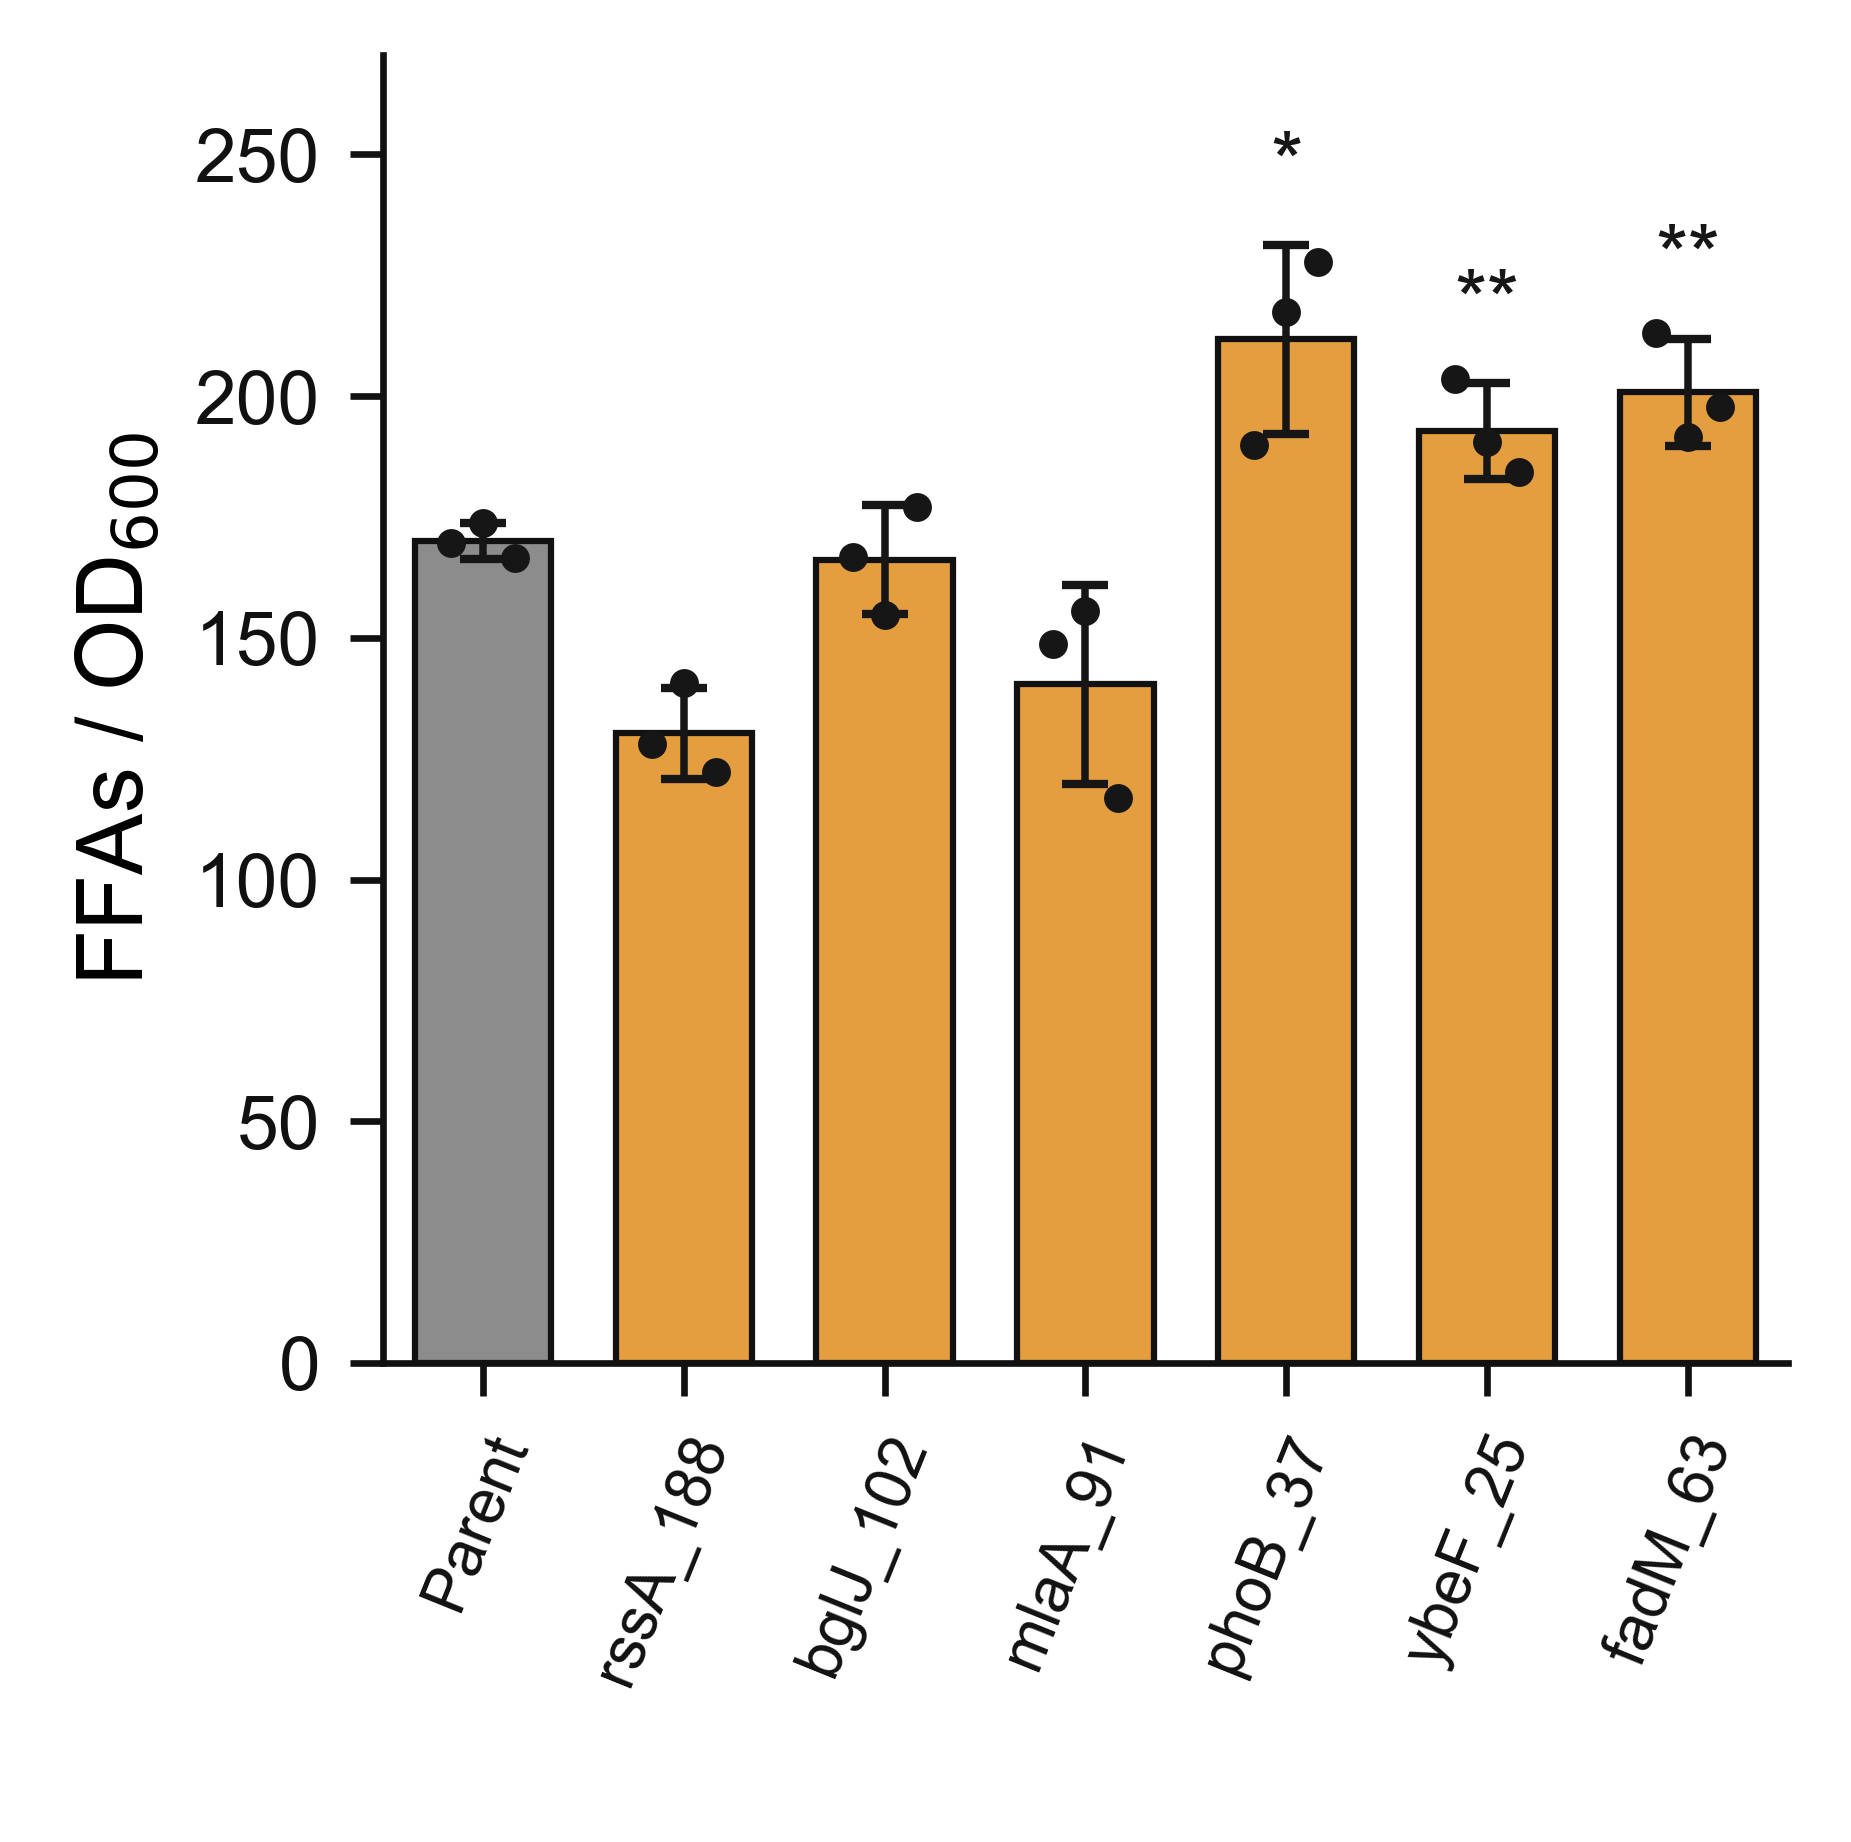 FFAs / OD600
250
200
150
100
50
0
*
**
**
Parent
rssA_188
bglJ_102
mlaA_91
phoB_37
ybeF_25
fadM_63